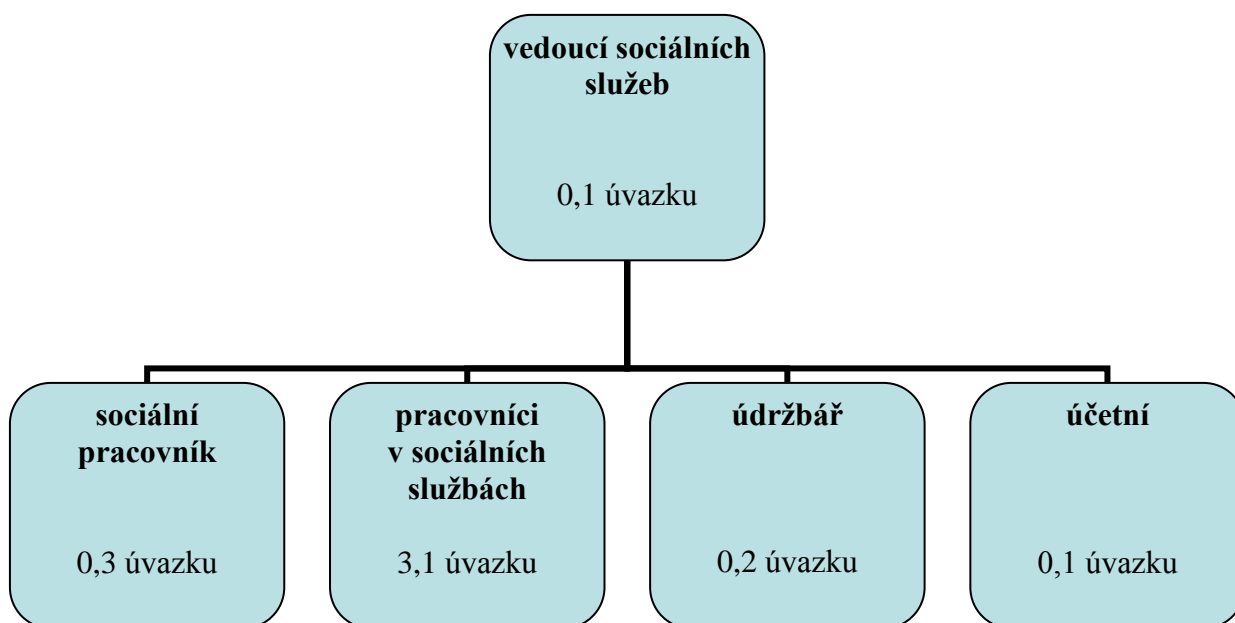 vedoucí sociálních
služeb
0,1 úvazku
sociální
pracovník
0,3 úvazku
pracovníci
v sociálních
službách
3,1 úvazku
údržbář
0,2 úvazku
účetní
0,1 úvazku